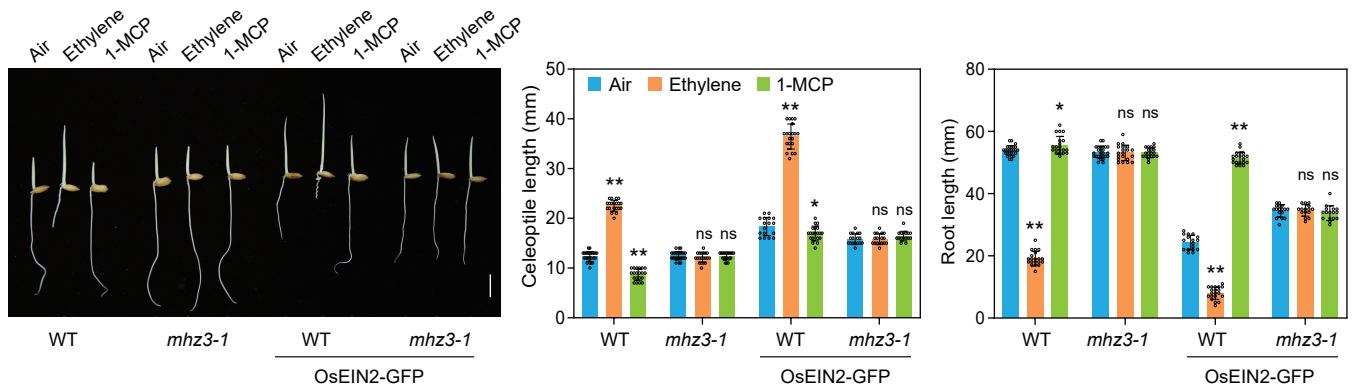 Air Ethylene 1-MCP Air Ethylene 1-MCP Air Ethylene 1-MCP Air Ethylene 1-MCP
WT mhz3-1 WT mhz3-1
OsEIN2-GFP
Celeoptile length (mm)
50
40
30
20
10
0
Air Ethylene 1-MCP
** ** ns ns ** * ns ns
WT mhz3-1 WT mhz3-1
OsEIN2-GFP
Root length (mm)
80
60
40
20
0
** * ns ns ** ** ns ns
WT mhz3-1 WT mhz3-1
OsEIN2-GFP